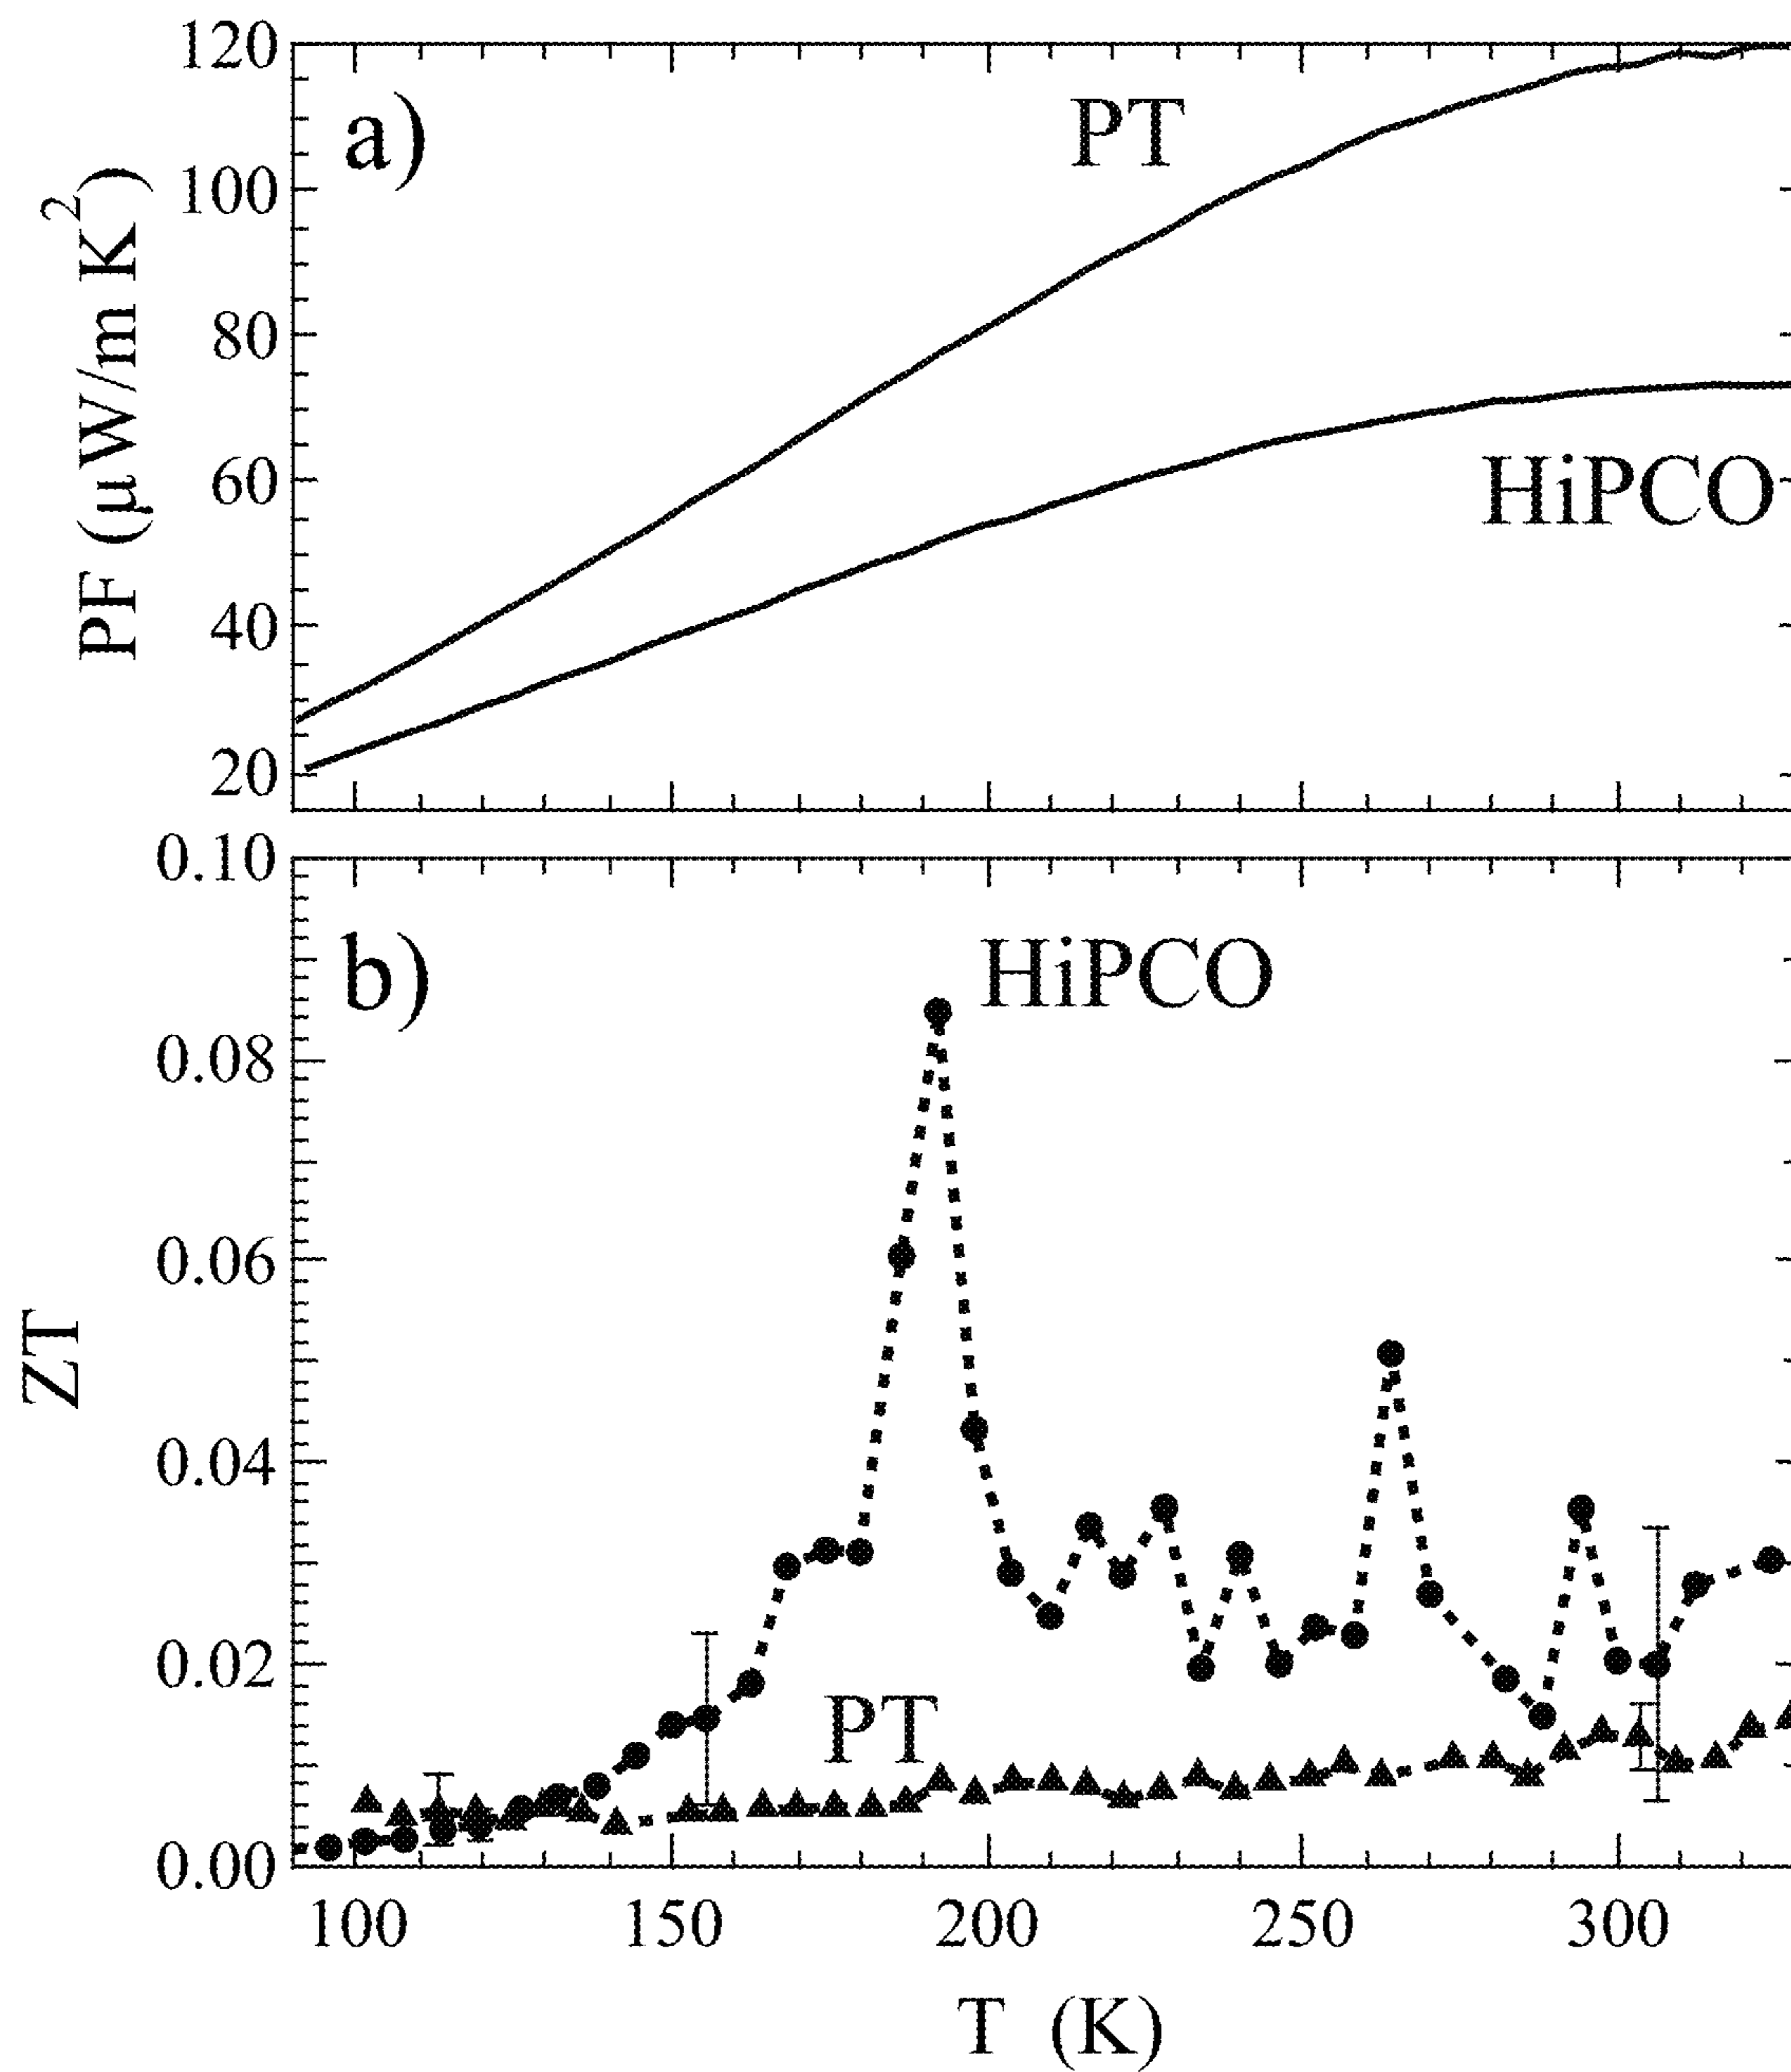 120
a)
PT
100
80
60
HiPCO
40
20
PF (μW/m K²)
0.10
b)
HiPCO
0.08
0.06
ZT
0.04
0.02
PT
0.00
100 150 200 250 300
T (K)